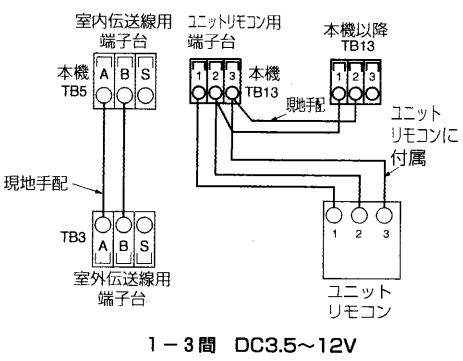 室内伝送線用
端子台
本機
TB5
A B S
現地手配
TB3
A B S
室外伝送線用
端子台
ユニットリモコン用
端子台
1 2 3
本機
TB13
現地手配
本機以降
TB13
1 2 3
ユニット
リモコンに
付属
1 2 3
ユニット
リモコン
1－3間 DC3.5～12V